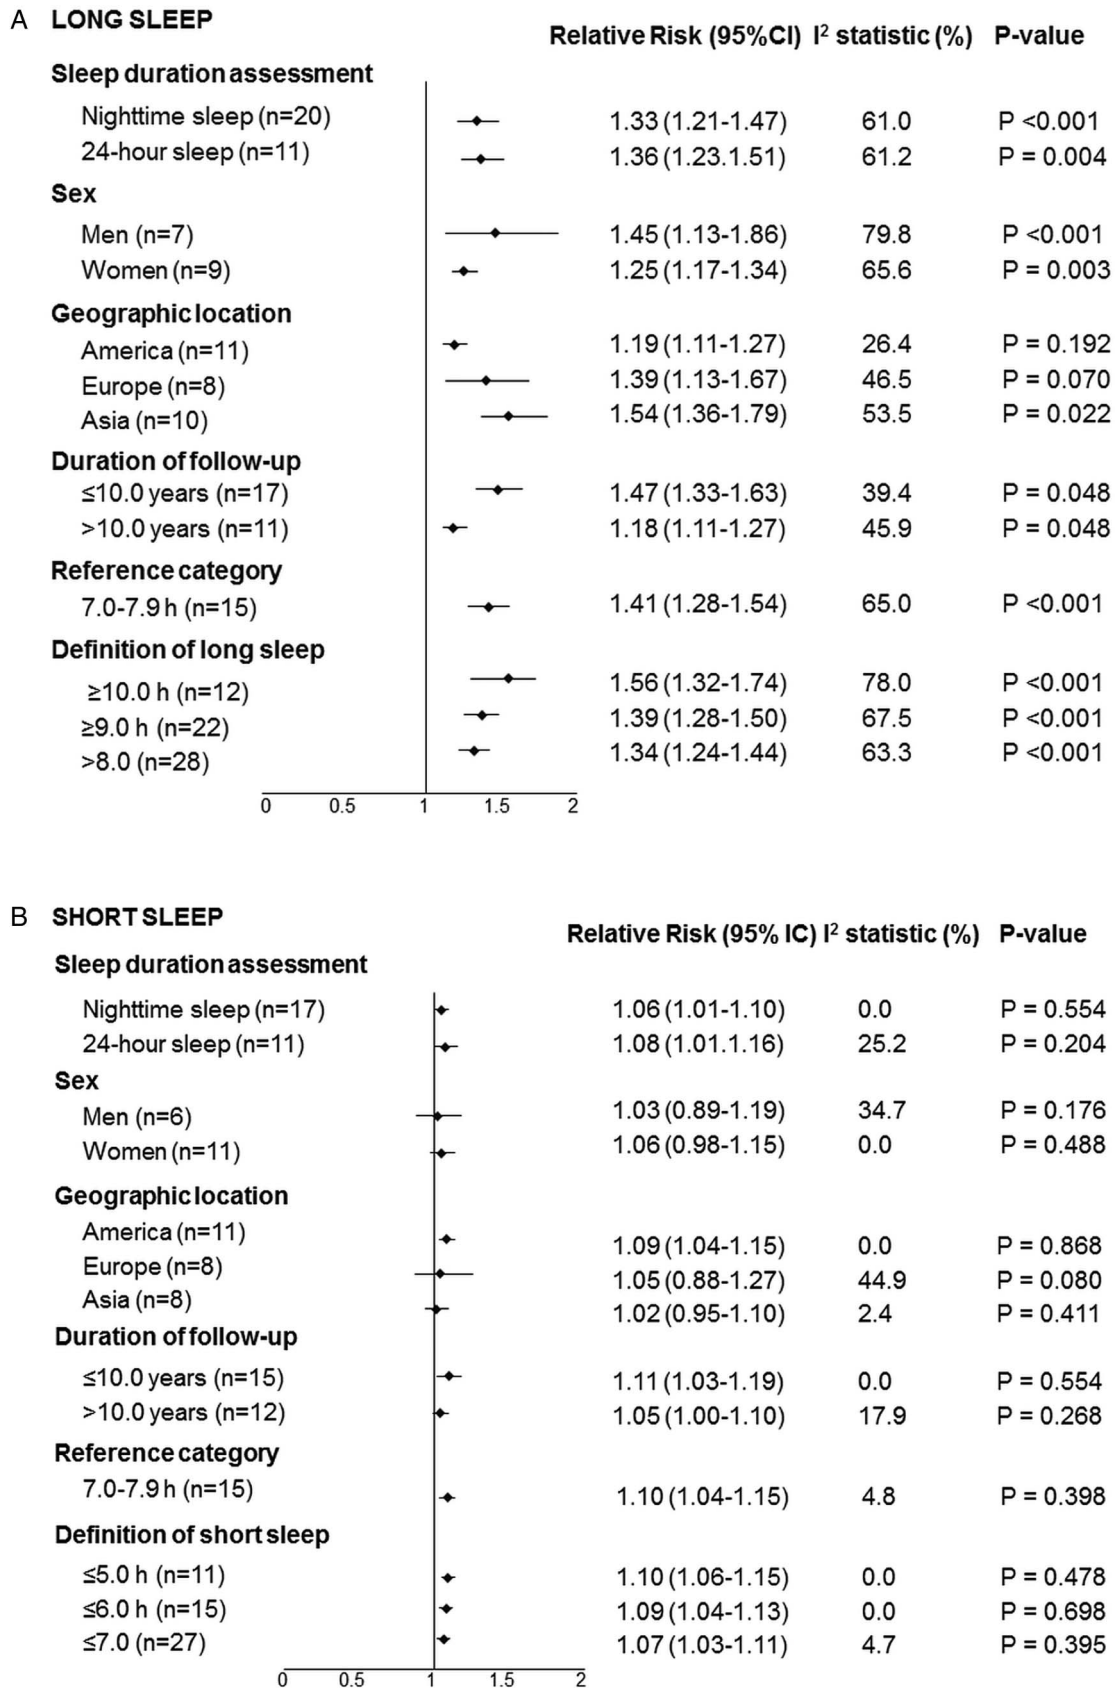 A LONG SLEEP
Relative Risk (95%CI) I² statistic (%) P-value
Sleep duration assessment
Nighttime sleep (n=20) 1.33 (1.21-1.47) 61.0 P <0.001
24-hour sleep (n=11) 1.36 (1.23.1.51) 61.2 P = 0.004
Sex
Men (n=7) 1.45 (1.13-1.86) 79.8 P <0.001
Women (n=9) 1.25 (1.17-1.34) 65.6 P = 0.003
Geographic location
America (n=11) 1.19 (1.11-1.27) 26.4 P = 0.192
Europe (n=8) 1.39 (1.13-1.67) 46.5 P = 0.070
Asia (n=10) 1.54 (1.36-1.79) 53.5 P = 0.022
Duration of follow-up
≤10.0 years (n=17) 1.47 (1.33-1.63) 39.4 P = 0.048
>10.0 years (n=11) 1.18 (1.11-1.27) 45.9 P = 0.048
Reference category
7.0-7.9 h (n=15) 1.41 (1.28-1.54) 65.0 P <0.001
Definition of long sleep
≥10.0 h (n=12) 1.56 (1.32-1.74) 78.0 P <0.001
≥9.0 h (n=22) 1.39 (1.28-1.50) 67.5 P <0.001
>8.0 (n=28) 1.34 (1.24-1.44) 63.3 P <0.001
0 0.5 1 1.5 2
B SHORT SLEEP
Relative Risk (95% IC) I² statistic (%) P-value
Sleep duration assessment
Nighttime sleep (n=17) 1.06 (1.01-1.10) 0.0 P = 0.554
24-hour sleep (n=11) 1.08 (1.01.1.16) 25.2 P = 0.204
Sex
Men (n=6) 1.03 (0.89-1.19) 34.7 P = 0.176
Women (n=11) 1.06 (0.98-1.15) 0.0 P = 0.488
Geographic location
America (n=11) 1.09 (1.04-1.15) 0.0 P = 0.868
Europe (n=8) 1.05 (0.88-1.27) 44.9 P = 0.080
Asia (n=8) 1.02 (0.95-1.10) 2.4 P = 0.411
Duration of follow-up
≤10.0 years (n=15) 1.11 (1.03-1.19) 0.0 P = 0.554
>10.0 years (n=12) 1.05 (1.00-1.10) 17.9 P = 0.268
Reference category
7.0-7.9 h (n=15) 1.10 (1.04-1.15) 4.8 P = 0.398
Definition of short sleep
≤5.0 h (n=11) 1.10 (1.06-1.15) 0.0 P = 0.478
≤6.0 h (n=15) 1.09 (1.04-1.13) 0.0 P = 0.698
≤7.0 (n=27) 1.07 (1.03-1.11) 4.7 P = 0.395
0 0.5 1 1.5 2